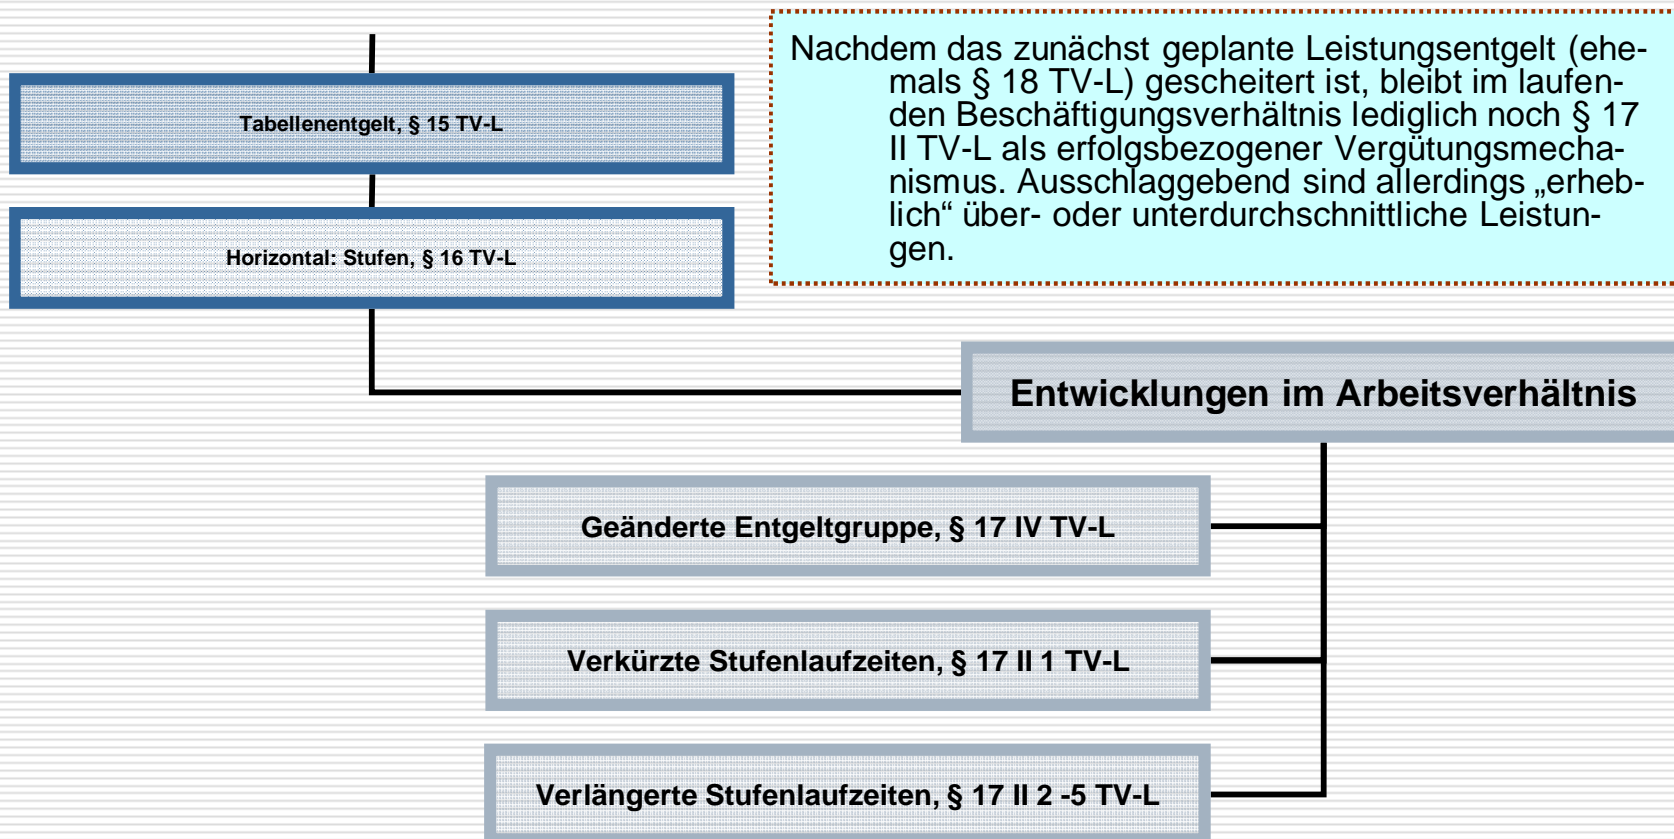 Tabellenentgelt, § 15 TV-L
Horizontal: Stufen, § 16 TV-L
Nachdem das zunächst geplante Leistungsentgelt (ehe-
mals § 18 TV-L) gescheitert ist, bleibt im laufen-
den Beschäftigungsverhältnis lediglich noch § 17
II TV-L als erfolgsbezogener Vergütungsmecha-
nismus. Ausschlaggebend sind allerdings „erheb-
lich“ über- oder unterdurchschnittliche Leistun-
gen.
Entwicklungen im Arbeitsverhältnis
Geänderte Entgeltgruppe, § 17 IV TV-L
Verkürzte Stufenlaufzeiten, § 17 II 1 TV-L
Verlängerte Stufenlaufzeiten, § 17 II 2 -5 TV-L